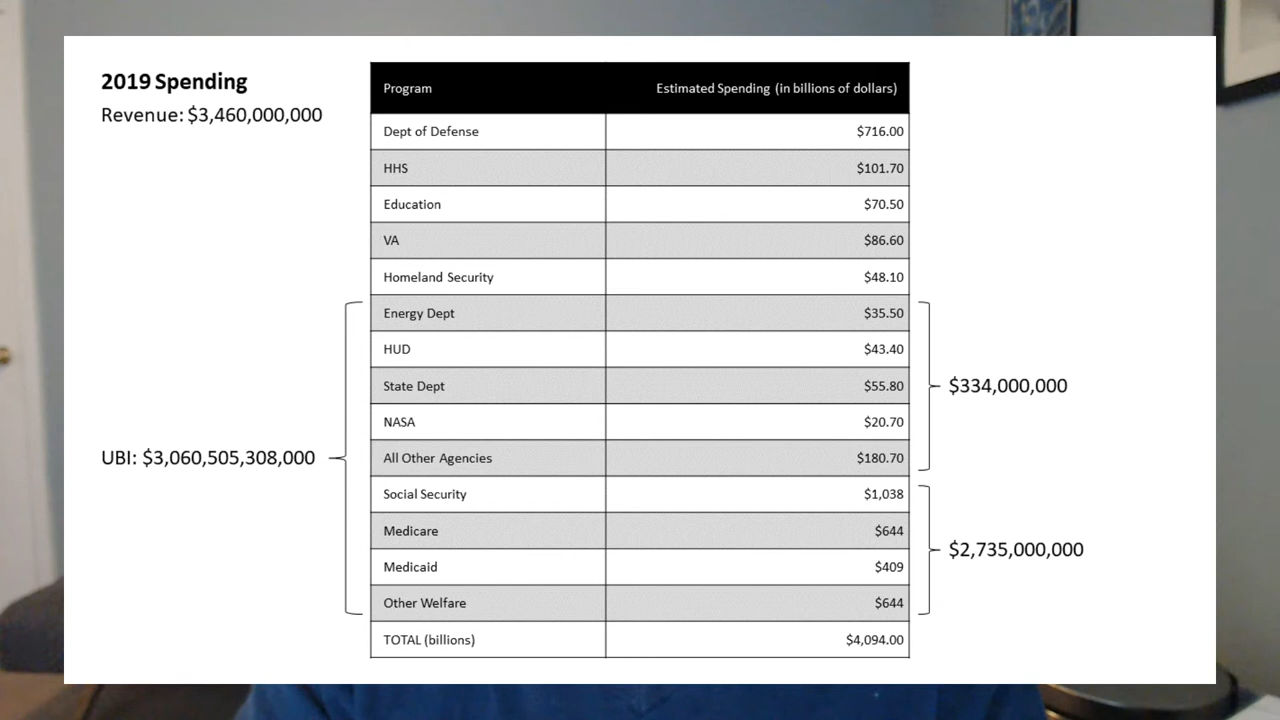 2019 Spending
Revenue: $3,460,000,000
Program Estimated Spending (in billions of dollars)
Dept of Defense $716.00
HHS $101.70
Education $70.50
VA $86.60
Homeland Security $48.10
Energy Dept $35.50
HUD $43.40
State Dept $55.80
NASA $20.70
All Other Agencies $180.70
Social Security $1,038
Medicare $644
Medicaid $409
Other Welfare $644
TOTAL (billions) $4,094.00
UBI: $3,060,505,308,000
$334,000,000
$2,735,000,000